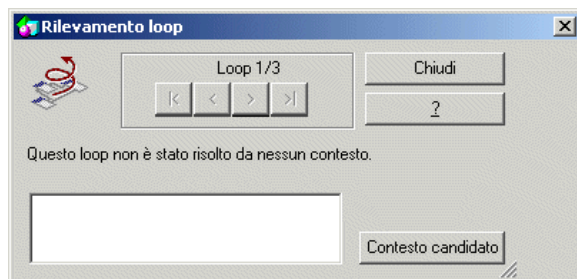 Rilevamento loop
Loop 1/3
Chiudi
?
Questo loop non è stato risolto da nessun contesto.
Contesto candidato